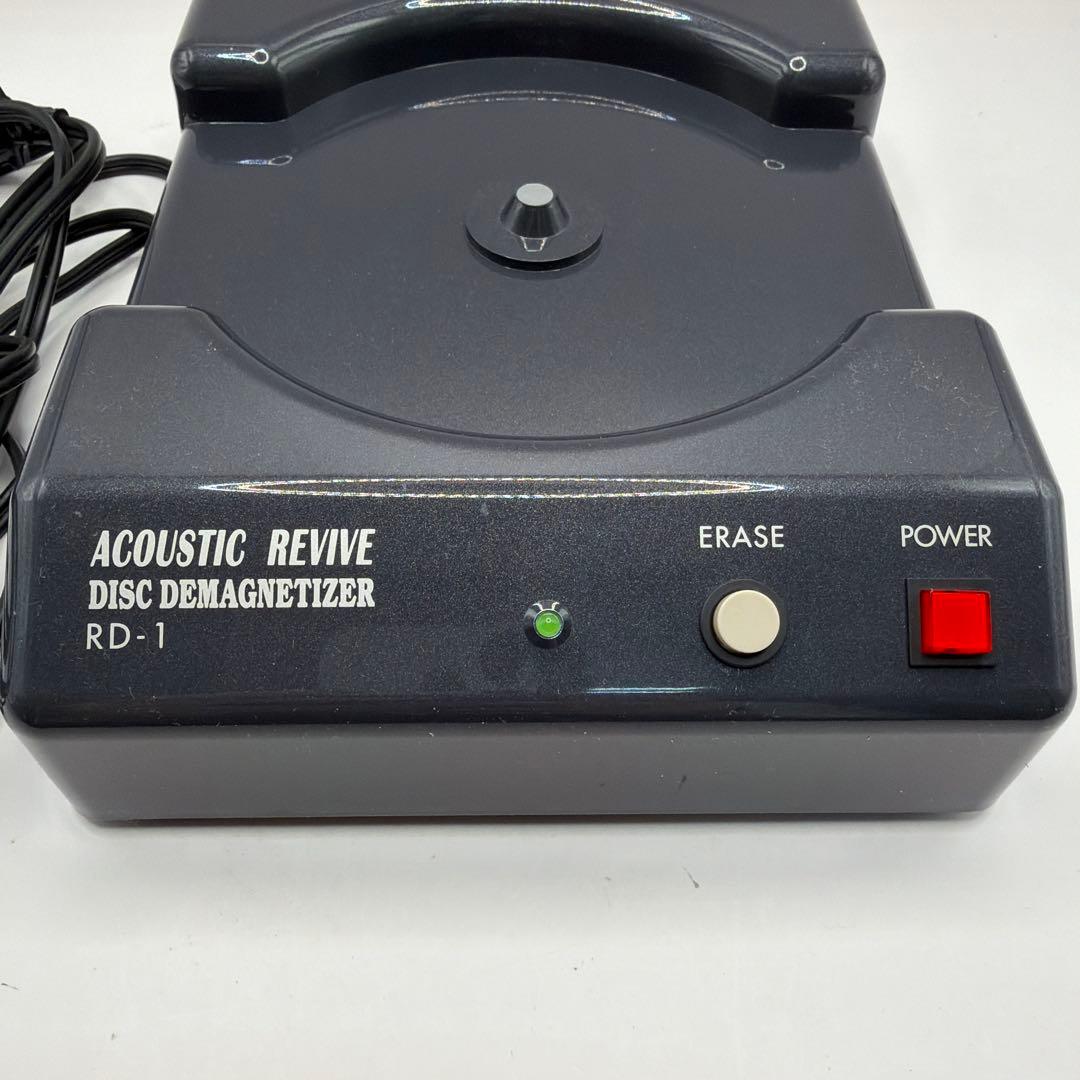 ACOUSTIC REVIVE
DISC DEMAGNETIZER
RD-1
ERASE
POWER